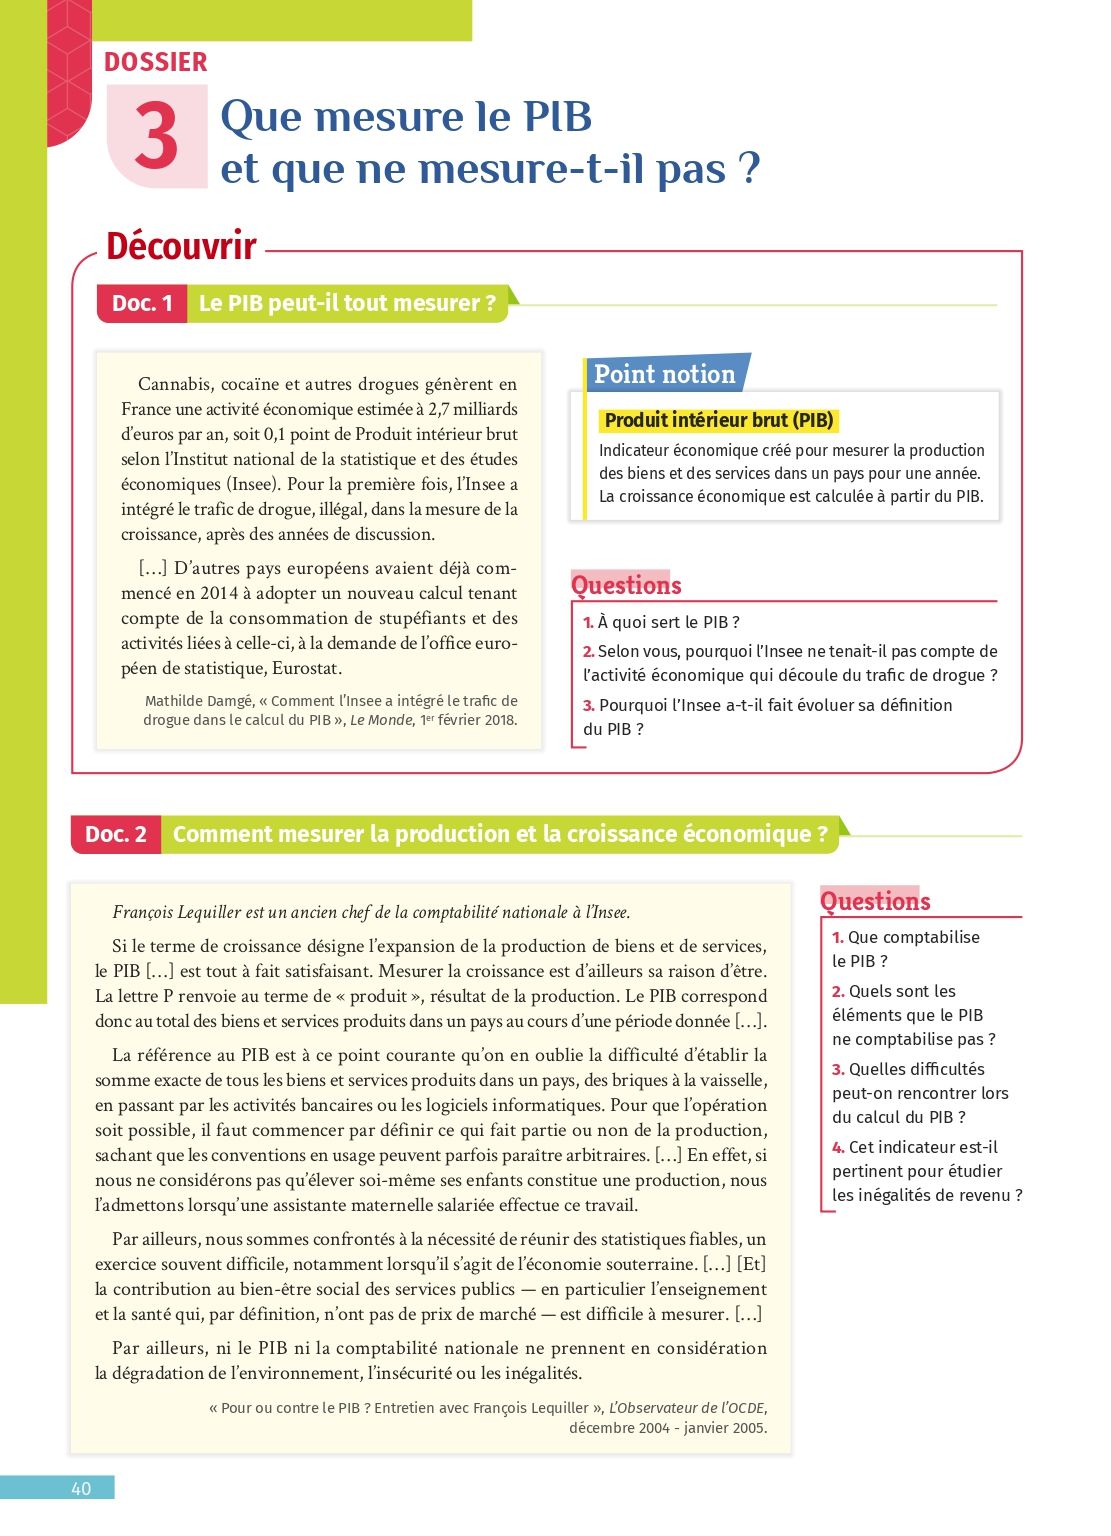 DOSSIER
3
Que mesure le PIB
et que ne mesure-t-il pas ?
Découvrir
Doc. 1 Le PIB peut-il tout mesurer ?
Cannabis, cocaïne et autres drogues génèrent en
France une activité économique estimée à 2,7 milliards
d’euros par an, soit 0,1 point de Produit intérieur brut
selon l’Institut national de la statistique et des études
économiques (Insee). Pour la première fois, l’Insee a
intégré le trafic de drogue, illégal, dans la mesure de la
croissance, après des années de discussion.
[…] D’autres pays européens avaient déjà com-
mencé en 2014 à adopter un nouveau calcul tenant
compte de la consommation de stupéfiants et des
activités liées à celle-ci, à la demande de l’office euro-
péen de statistique, Eurostat.
Mathilde Damgé, « Comment l’Insee a intégré le trafic de
drogue dans le calcul du PIB », Le Monde, 1er février 2018.
Point notion
Produit intérieur brut (PIB)
Indicateur économique créé pour mesurer la production
des biens et des services dans un pays pour une année.
La croissance économique est calculée à partir du PIB.
Questions
1. À quoi sert le PIB ?
2. Selon vous, pourquoi l’Insee ne tenait-il pas compte de
l’activité économique qui découle du trafic de drogue ?
3. Pourquoi l’Insee a-t-il fait évoluer sa définition
du PIB ?
Doc. 2 Comment mesurer la production et la croissance économique ?
François Lequiller est un ancien chef de la comptabilité nationale à l’Insee.
Si le terme de croissance désigne l’expansion de la production de biens et de services,
le PIB […] est tout à fait satisfaisant. Mesurer la croissance est d’ailleurs sa raison d’être.
La lettre P renvoie au terme de « produit », résultat de la production. Le PIB correspond
donc au total des biens et services produits dans un pays au cours d’une période donnée […].
La référence au PIB est à ce point courante qu’on en oublie la difficulté d’établir la
somme exacte de tous les biens et services produits dans un pays, des briques à la vaisselle,
en passant par les activités bancaires ou les logiciels informatiques. Pour que l’opération
soit possible, il faut commencer par définir ce qui fait partie ou non de la production,
sachant que les conventions en usage peuvent parfois paraître arbitraires. […] En effet, si
nous ne considérons pas qu’élever soi-même ses enfants constitue une production, nous
l’admettons lorsqu’une assistante maternelle salariée effectue ce travail.
Par ailleurs, nous sommes confrontés à la nécessité de réunir des statistiques fiables, un
exercice souvent difficile, notamment lorsqu’il s’agit de l’économie souterraine. […] [Et]
la contribution au bien-être social des services publics — en particulier l’enseignement
et la santé qui, par définition, n’ont pas de prix de marché — est difficile à mesurer. […]
Par ailleurs, ni le PIB ni la comptabilité nationale ne prennent en considération
la dégradation de l’environnement, l’insécurité ou les inégalités.
« Pour ou contre le PIB ? Entretien avec François Lequiller », L’Observateur de l’OCDE,
décembre 2004 - janvier 2005.
Questions
1. Que comptabilise
le PIB ?
2. Quels sont les
éléments que le PIB
ne comptabilise pas ?
3. Quelles difficultés
peut-on rencontrer lors
du calcul du PIB ?
4. Cet indicateur est-il
pertinent pour étudier
les inégalités de revenu ?
40